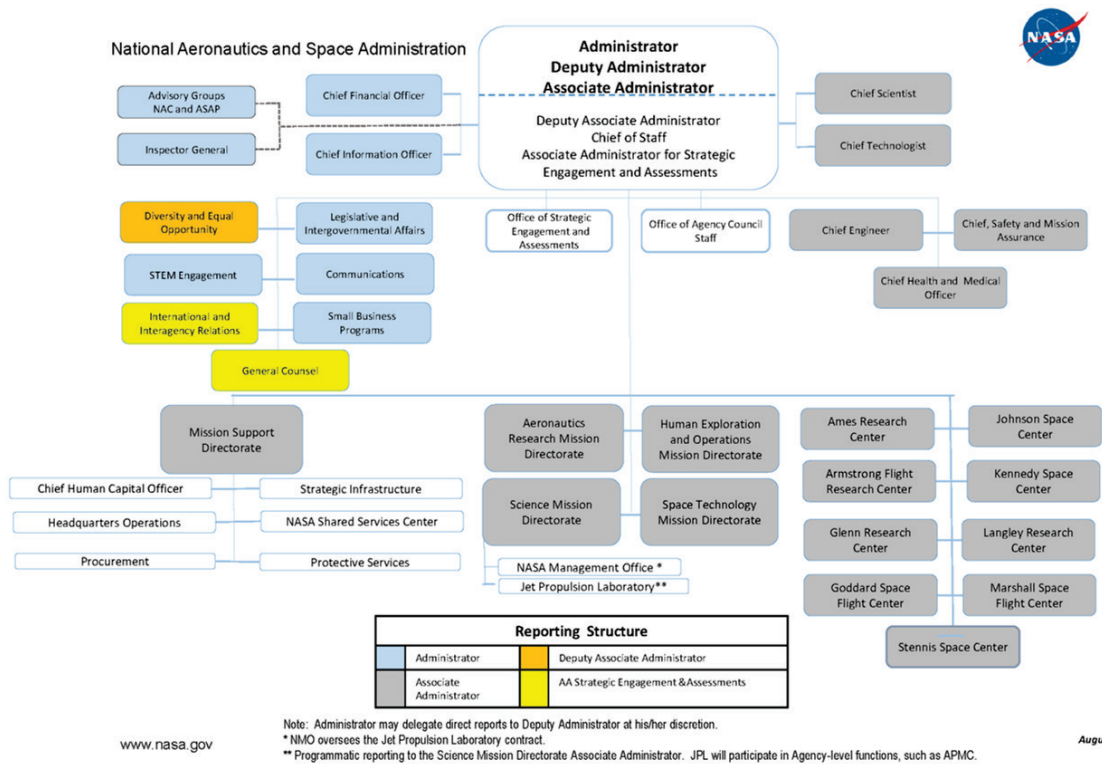 National Aeronautics and Space Administration
NASA
Administrator
Deputy Administrator
Associate Administrator
Deputy Associate Administrator
Chief of Staff
Associate Administrator for Strategic
Engagement and Assessments
Advisory Groups
NAC and ASAP
Chief Financial Officer
Inspector General
Chief Information Officer
Chief Scientist
Chief Technologist
Diversity and Equal
Opportunity
Legislative and
Intergovernmental Affairs
STEM Engagement
Communications
International and
Interagency Relations
Small Business
Programs
General Counsel
Office of Strategic
Engagement and
Assessments
Office of Agency Council
Staff
Chief Engineer
Chief, Safety and Mission
Assurance
Chief Health and Medical
Officer
Mission Support
Directorate
Chief Human Capital Officer
Strategic Infrastructure
Headquarters Operations
NASA Shared Services Center
Procurement
Protective Services
Aeronautics
Research Mission
Directorate
Human Exploration
and Operations
Mission Directorate
Science Mission
Directorate
Space Technology
Mission Directorate
NASA Management Office *
Jet Propulsion Laboratory**
Ames Research
Center
Johnson Space
Center
Armstrong Flight
Research Center
Kennedy Space
Center
Glenn Research
Center
Langley Research
Center
Goddard Space
Flight Center
Marshall Space
Flight Center
Stennis Space Center
Reporting Structure
Administrator
Deputy Associate Administrator
Associate
Administrator
AA Strategic Engagement &Assessments
Note: Administrator may delegate direct reports to Deputy Administrator at his/her discretion.
* NMO oversees the Jet Propulsion Laboratory contract.
** Programmatic reporting to the Science Mission Directorate Associate Administrator. JPL will participate in Agency-level functions, such as APMC.
www.nasa.gov